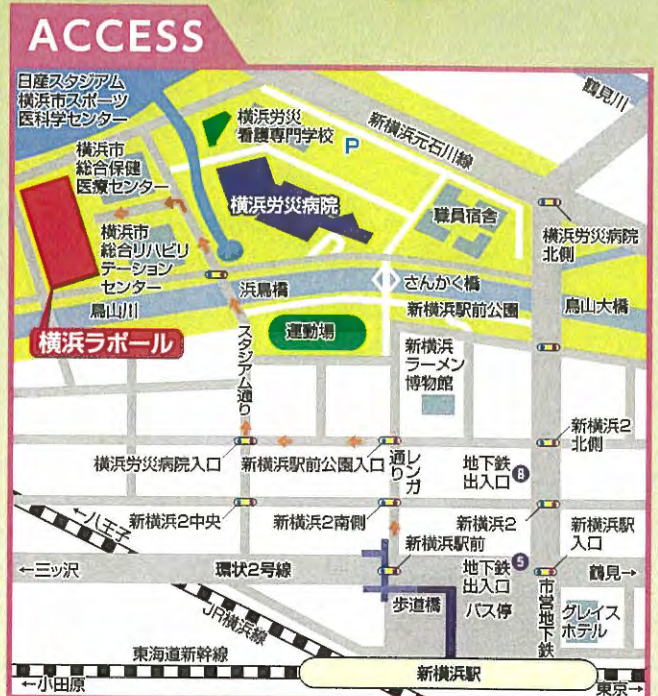 ACCESS
日産スタジアム
横浜市スポーツ
医科学センター
鶴見川
横浜労災
看護専門学校
P
新横浜元石川線
横浜市
総合保健
医療センター
横浜労災病院
職員宿舎
横浜労災病院
北側
横浜市
総合リハビリ
テーション
センター
浜鳥橋
さんかく橋
鳥山川
新横浜駅前公園
鳥山大橋
横浜ラポール
スタジアム通り
運動場
新横浜
ラーメン
博物館
横浜労災病院入口
新横浜駅前公園入口
レンガ
通り
地下鉄
出入口
8
新横浜2
北側
新横浜2中央
新横浜2南側
新横浜2
新横浜駅
入口
←八王子
新横浜駅前
地下鉄
出入口
5
←三ッ沢
環状2号線
鶴見→
歩道橋
バス停
市営地下鉄
グレイス
ホテル
JR横浜線
東海道新幹線
新横浜駅
←小田原
東京→